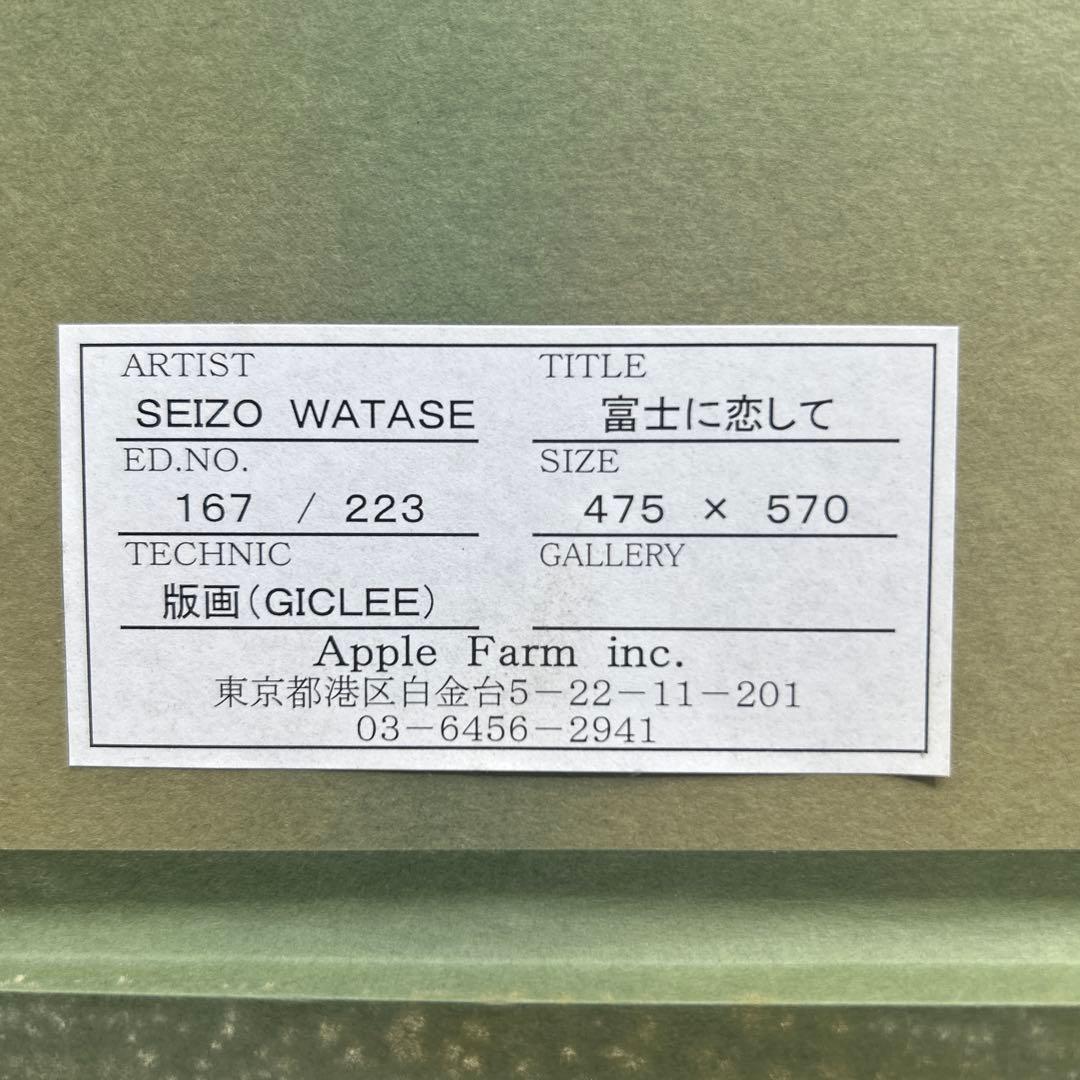 ARTIST
SEIZO WATASE
TITLE
富士に恋して
ED.NO.
167 / 223
SIZE
475 × 570
TECHNIC
版画(GICLEE)
GALLERY
Apple Farm inc.
東京都港区白金台5−22−11−201
03−6456−2941